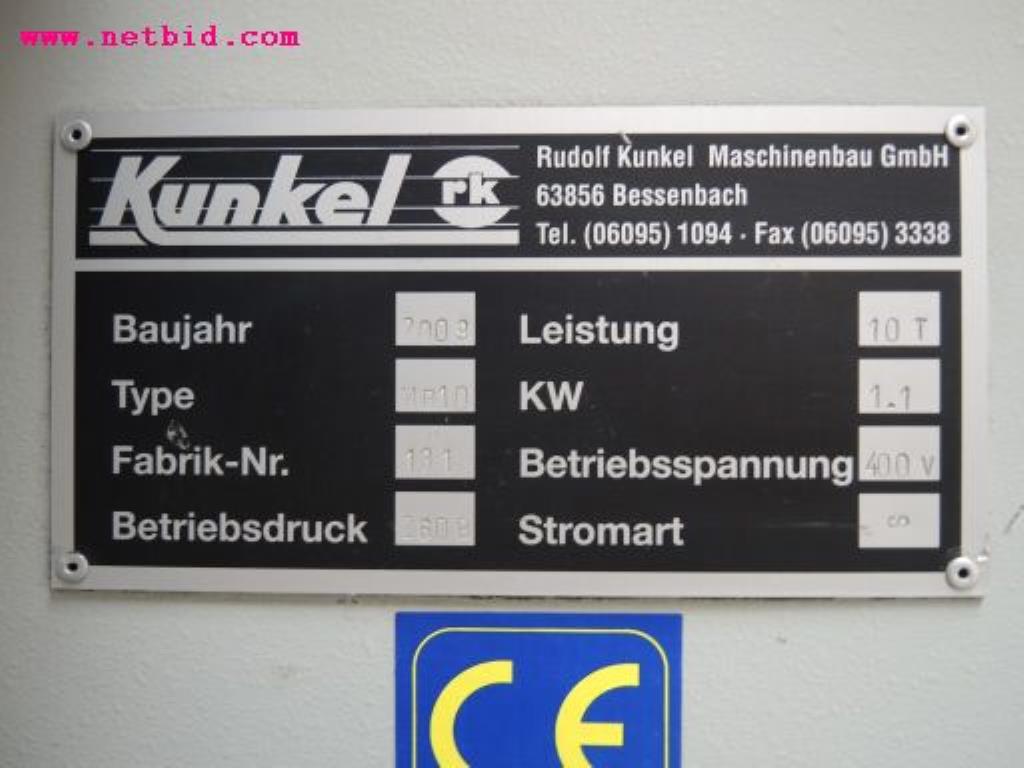 www.netbid.com
Kunkel rk
Rudolf Kunkel Maschinenbau GmbH
63856 Bessenbach
Tel. (06095) 1094 · Fax (06095) 3338
Baujahr 2009 Leistung 10 T
Type KW 1.1
Fabrik-Nr. Betriebsspannung 400 V
Betriebsdruck Stromart
CE